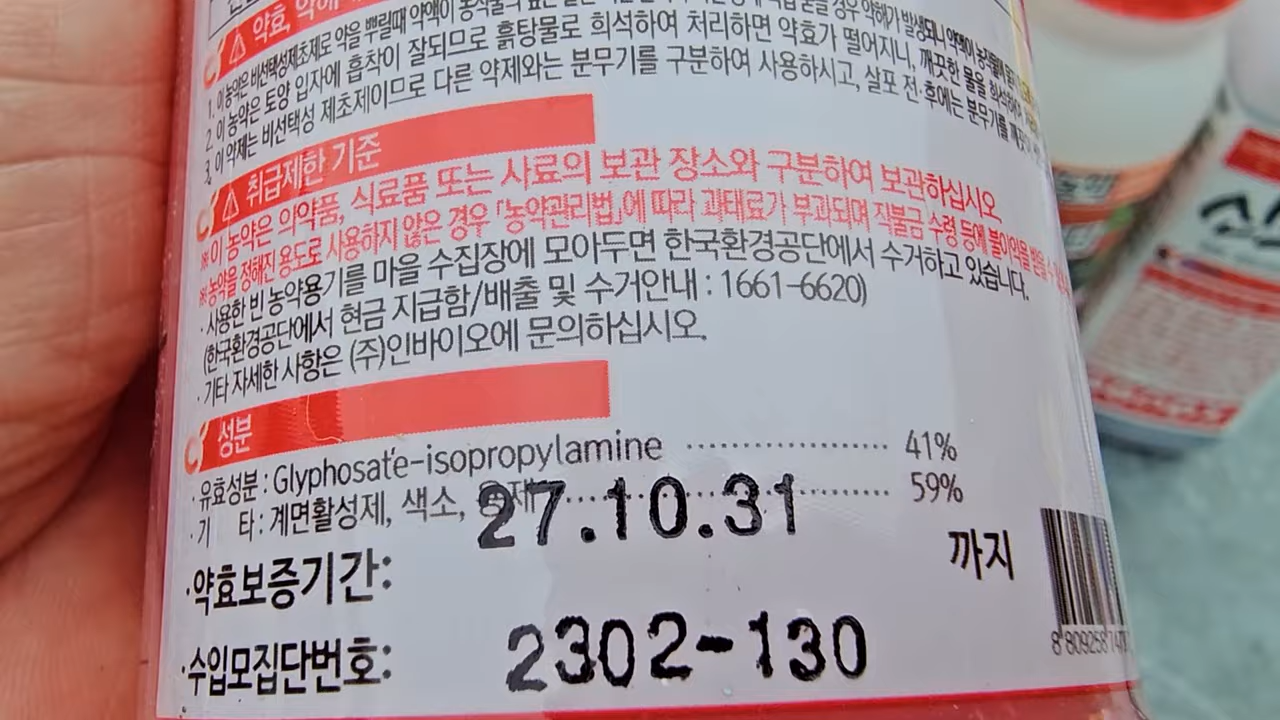 약효, 약해
1. 이 농약은 비선택성제초제로 약을 뿌릴때 약액이 농작물의 경우 약해가 발생되니
2. 이 농약은 토양 입자에 흡착이 잘되므로 흙탕물로 희석하여 처리하면 약효가 떨어지니, 깨끗한 물을 희석하여
3. 이 약제는 비선택성 제초제이므로 다른 약제와는 분무기를 구분하여 사용하시고, 살포 전·후에는 분무기를
취급제한 기준
※이 농약은 의약품, 식료품 또는 사료의 보관 장소와 구분하여 보관하십시오
※농약을 정해진 용도로 사용하지 않은 경우 「농약관리법」에 따라 과태료가 부과되며 직불금 수령 등에 불이익을 받을
· 사용한 빈 농약용기를 마을 수집장에 모아두면 한국환경공단에서 수거하고 있습니다.
(한국환경공단에서 현금 지급함/배출 및 수거안내 : 1661-6620)
· 기타 자세한 사항은 (주)인바이오에 문의하십시오.
성분
· 유효성분 : Glyphosate-isopropylamine ························ 41%
· 기 타 : 계면활성제, 색소, 용제 ························ 59%
27.10.31
·약효보증기간: 까지
·수입모집단번호: 2302-130